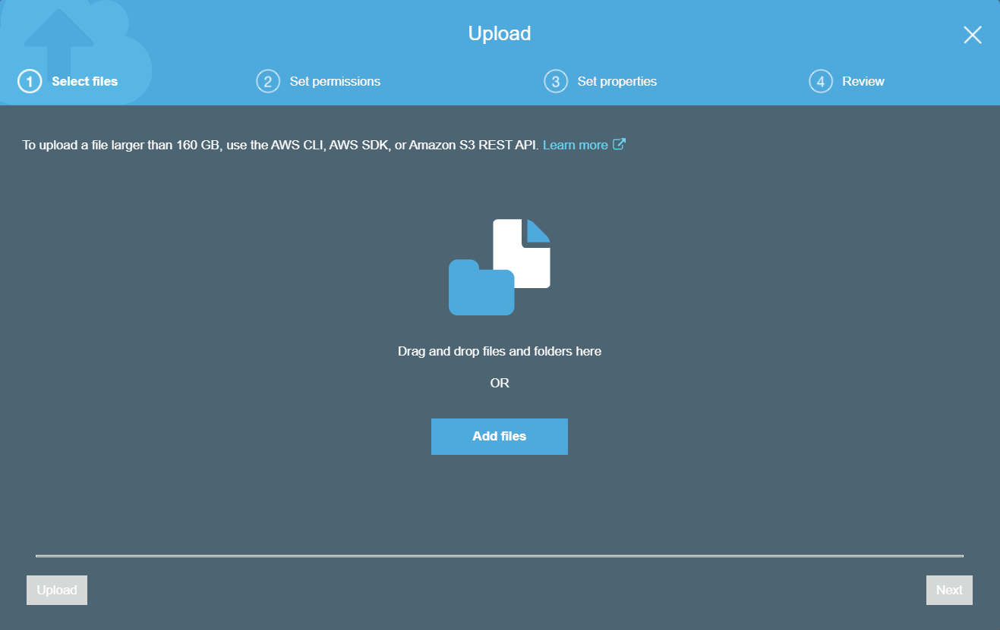 Upload
1 Select files
2 Set permissions
3 Set properties
4 Review
To upload a file larger than 160 GB, use the AWS CLI, AWS SDK, or Amazon S3 REST API. Learn more
Drag and drop files and folders here
OR
Add files
Upload
Next